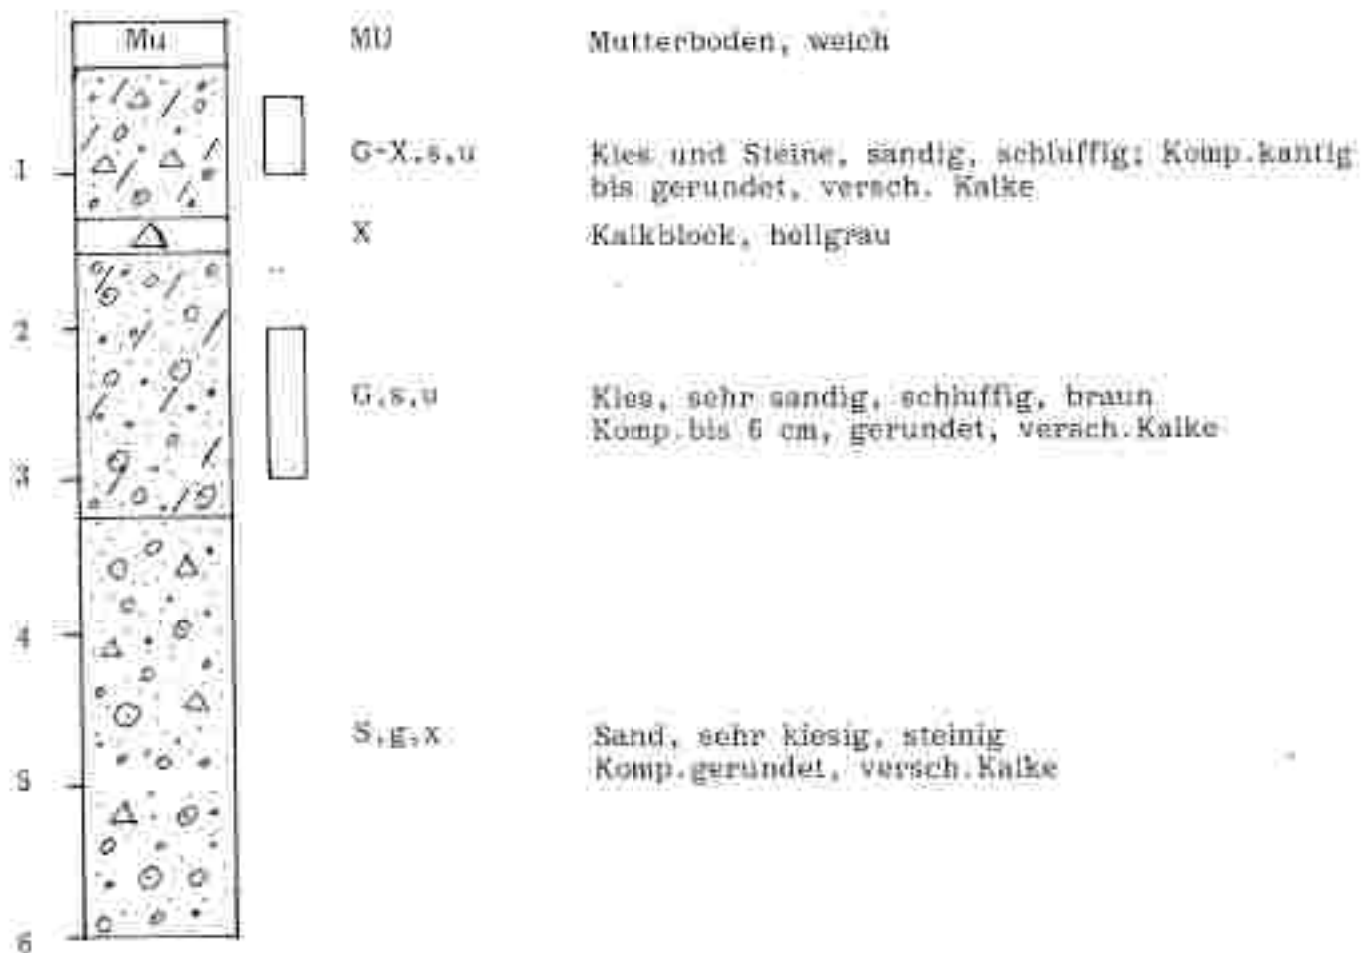 Mu MU Mutterboden, weich
1 G-X,s,u Kies und Steine, sandig, schluffig; Komp.kantig
bis gerundet, versch. Kalke
X Kalkblock, hellgrau
2
G,s,u Kies, sehr sandig, schluffig, braun
Komp.bis 6 cm, gerundet, versch.Kalke
3
4
S,g,x Sand, sehr kiesig, steinig
Komp.gerundet, versch.Kalke
5
6